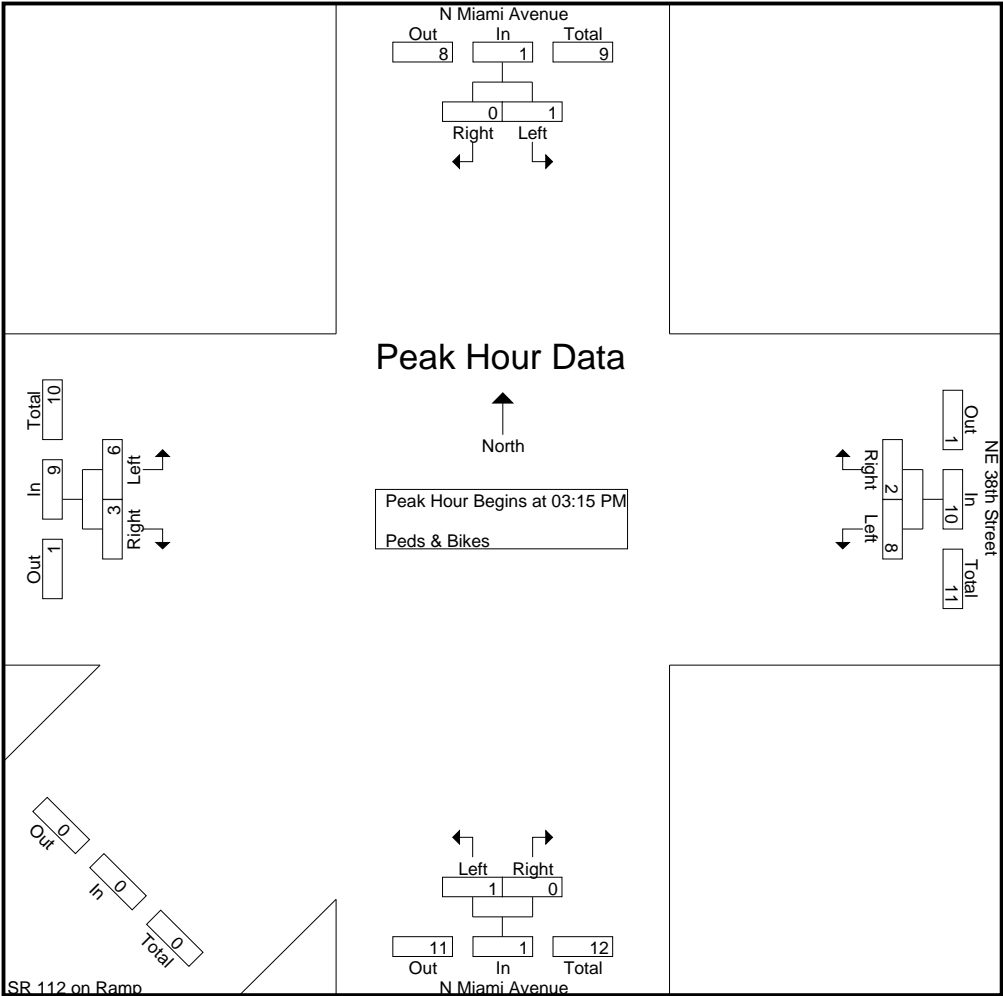 N Miami Avenue
Out In Total
8 1 9
0 1
Right Left
Peak Hour Data
North
Peak Hour Begins at 03:15 PM
Peds & Bikes
Total In Out
10 9 1
6 3
Left Right
NE 38th Street
Out In Total
1 10 11
2 8
Right Left
Out In Total
0 0 0
SR 112 on Ramp
Left Right
1 0
11 1 12
Out In Total
N Miami Avenue